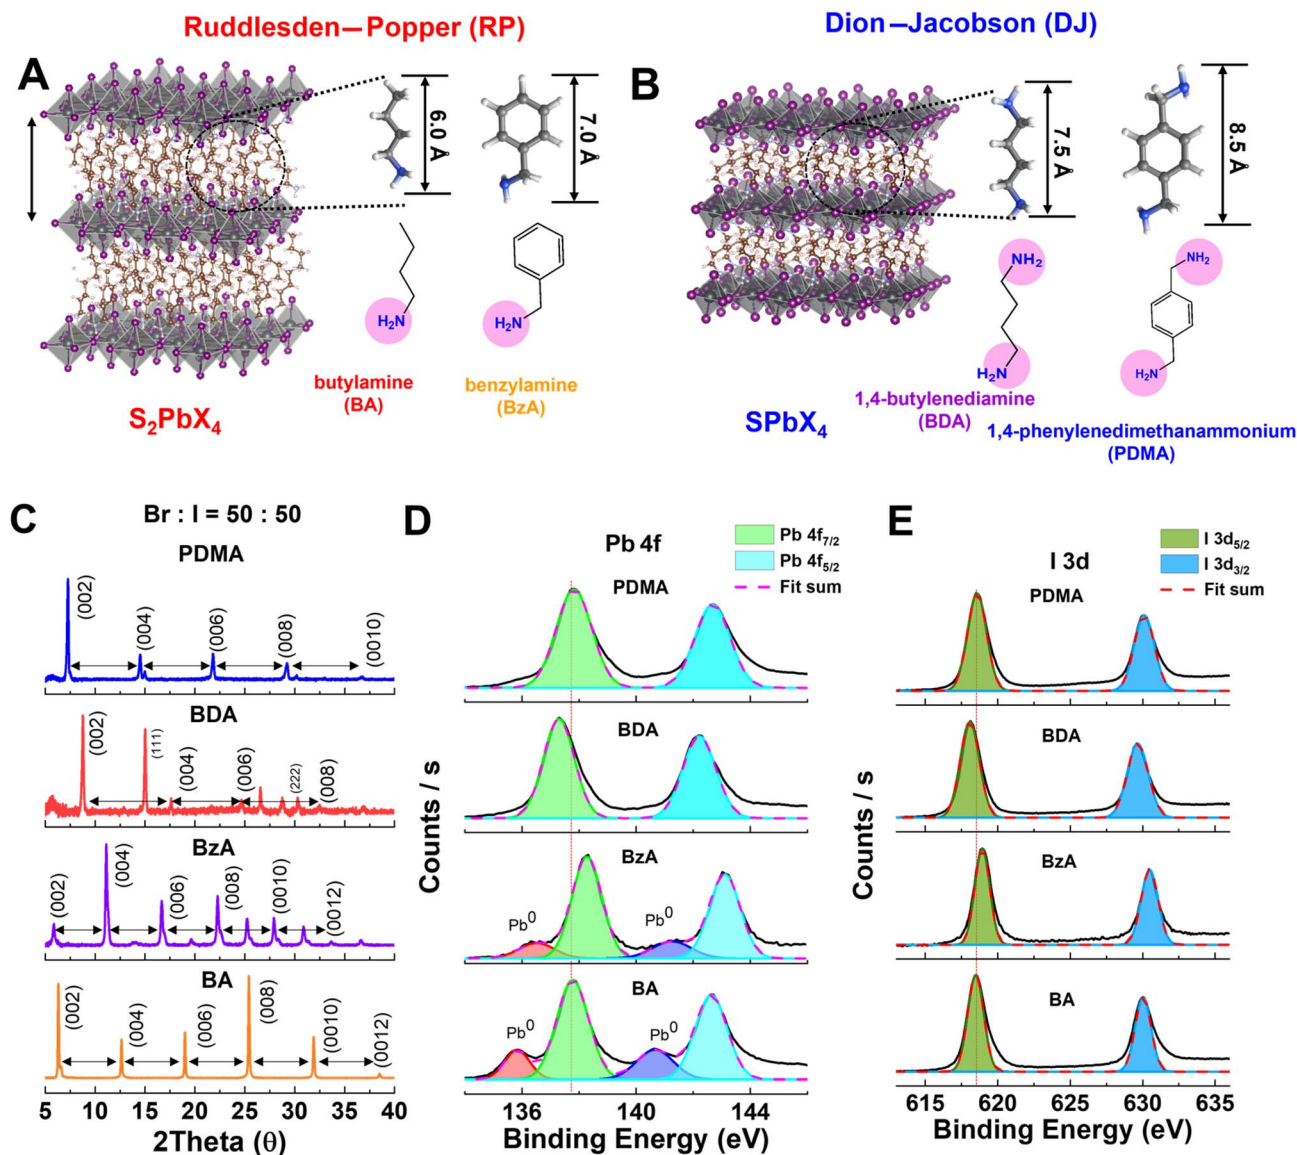 Ruddlesden—Popper (RP)
Dion—Jacobson (DJ)
A
6.0 Å
7.0 Å
H₂N
H₂N
butylamine
(BA)
benzylamine
(BzA)
S₂PbX₄
B
7.5 Å
8.5 Å
NH₂
H₂N
NH₂
H₂N
1,4-butylenediamine
(BDA)
SPbX₄
1,4-phenylenedimethanammonium
(PDMA)
C
Br : I = 50 : 50
PDMA
(002)
(004)
(006)
(008)
(0010)
BDA
(002)
(111)
(004)
(006)
(222)
(008)
BzA
(002)
(004)
(006)
(008)
(0010)
(0012)
BA
(002)
(004)
(006)
(008)
(0010)
(0012)
5 10 15 20 25 30 35 40
2Theta (θ)
D
Pb 4f
Pb 4f₇/₂
Pb 4f₅/₂
Fit sum
PDMA
BDA
BzA
Pb⁰
Pb⁰
BA
Pb⁰
Pb⁰
Counts / s
136 140 144
Binding Energy (eV)
E
I 3d
I 3d₅/₂
I 3d₃/₂
Fit sum
PDMA
BDA
BzA
BA
Counts / s
615 620 625 630 635
Binding Energy (eV)